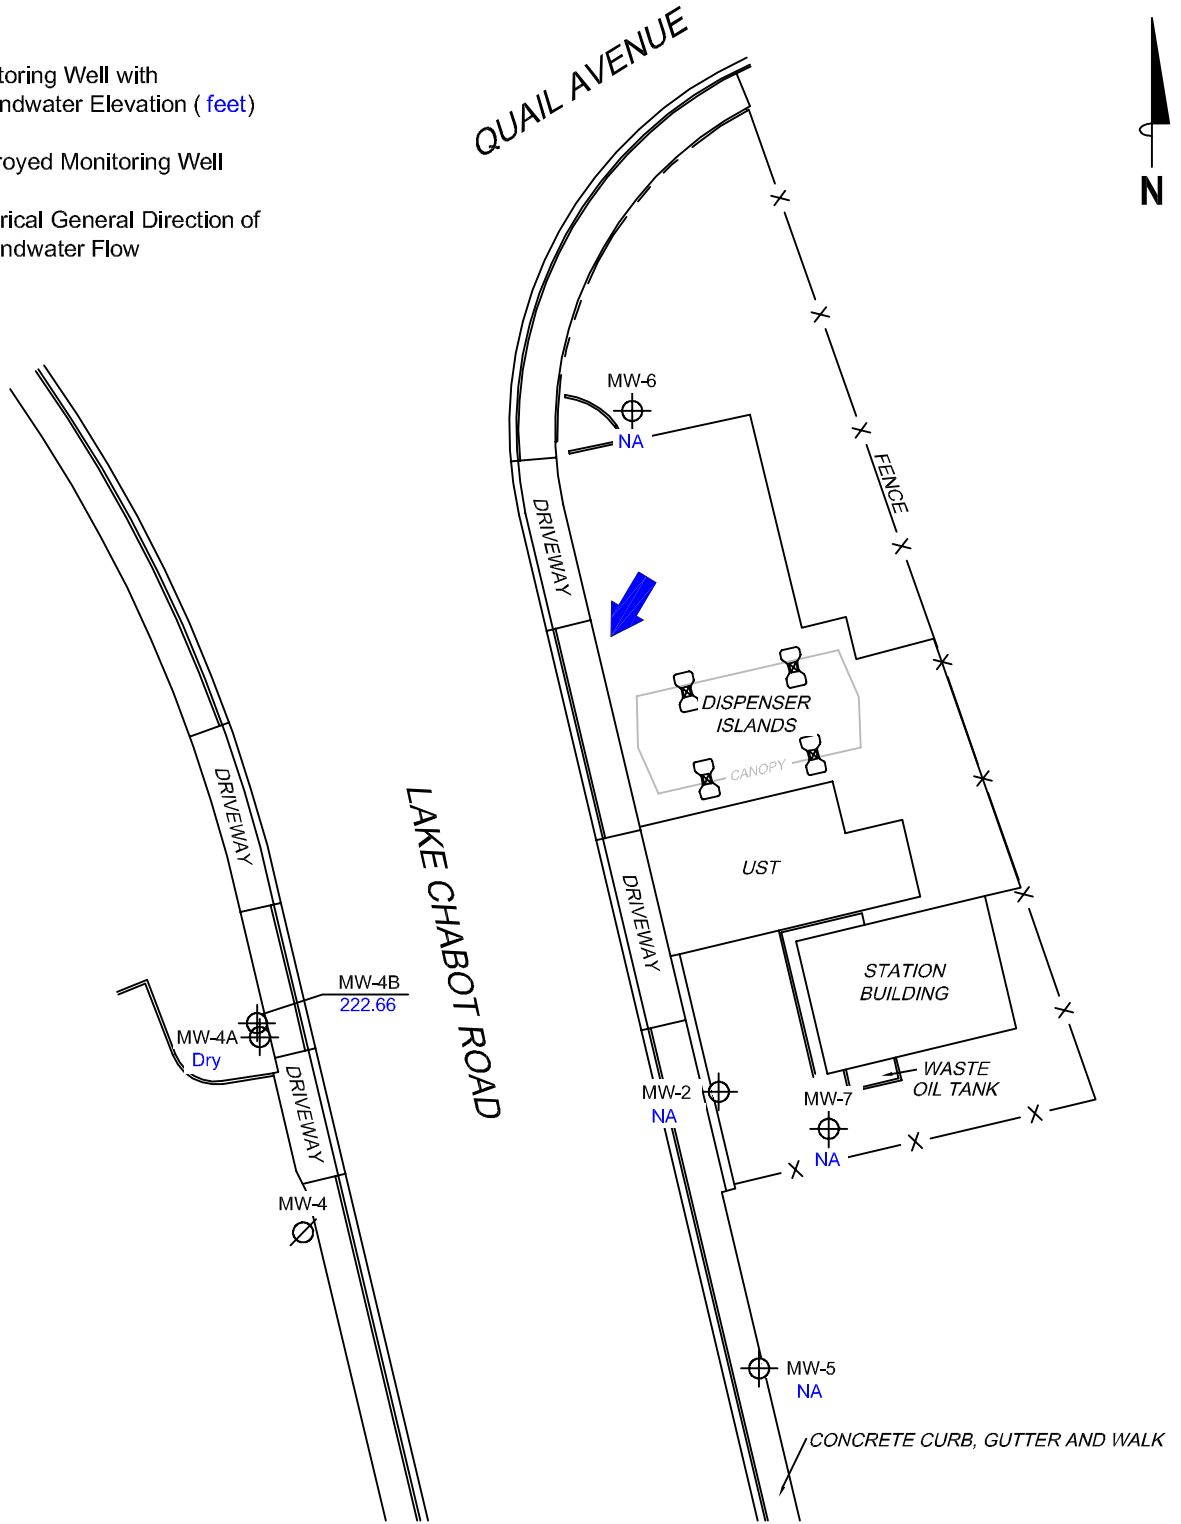 toring Well with
ndwater Elevation ( feet)
royed Monitoring Well
rical General Direction of
ndwater Flow
QUAIL AVENUE
N
MW-6
NA
FENCE
DRIVEWAY
DISPENSER
ISLANDS
CANOPY
DRIVEWAY
LAKE CHABOT ROAD
UST
DRIVEWAY
STATION
BUILDING
MW-4B
222.66
MW-4A
Dry
WASTE
OIL TANK
DRIVEWAY
MW-2
NA
MW-7
NA
MW-4
MW-5
NA
CONCRETE CURB, GUTTER AND WALK